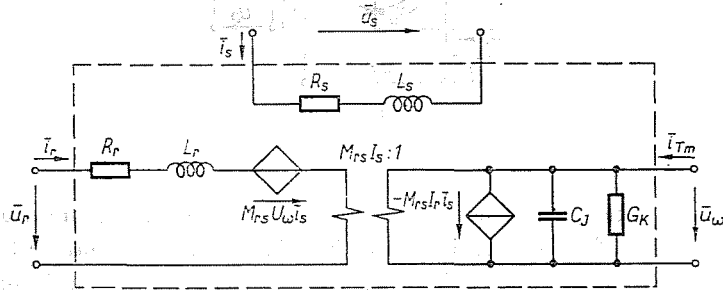 ū_s
ī_s
R_s L_s
ī_r R_r L_r M_rs I_s : 1 ī_Tm
ū_r M_rs U_ω ī_s -M_rs I_r ī_s C_J G_K ū_ω